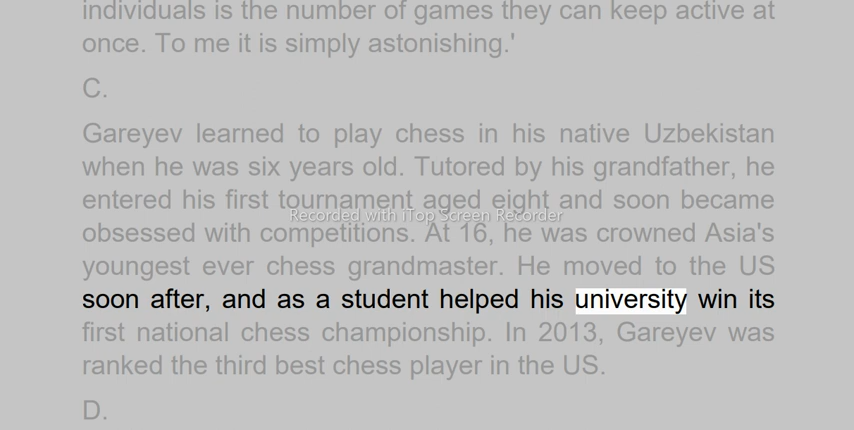 individuals is the number of games they can keep active at
once. To me it is simply astonishing.'
C.
Gareyev learned to play chess in his native Uzbekistan
when he was six years old. Tutored by his grandfather, he
entered his first tournament aged eight and soon became
Recorded with iTop Screen Recorder
obsessed with competitions. At 16, he was crowned Asia's
youngest ever chess grandmaster. He moved to the US
soon after, and as a student helped his university win its
first national chess championship. In 2013, Gareyev was
ranked the third best chess player in the US.
D.